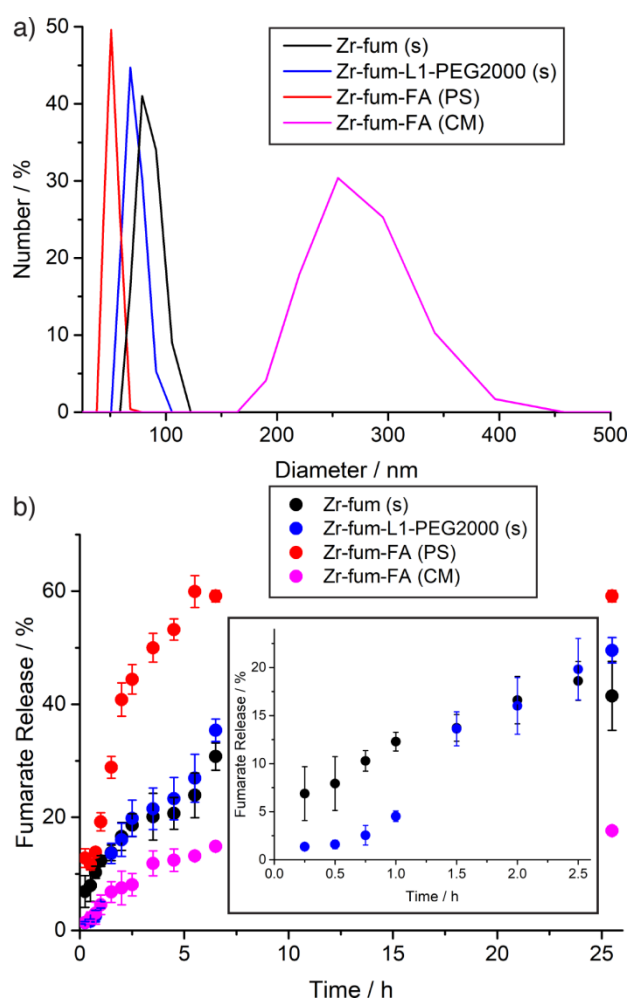 a)
Zr-fum (s)
Zr-fum-L1-PEG2000 (s)
Zr-fum-FA (PS)
Zr-fum-FA (CM)
50
40
30
20
10
0
Number / %
100 200 300 400 500
Diameter / nm
b)
Zr-fum (s)
Zr-fum-L1-PEG2000 (s)
Zr-fum-FA (PS)
Zr-fum-FA (CM)
60
40
20
0
Fumarate Release / %
20
15
10
5
0
Fumarate Release / %
0.0 0.5 1.0 1.5 2.0 2.5
Time / h
0 5 10 15 20 25
Time / h